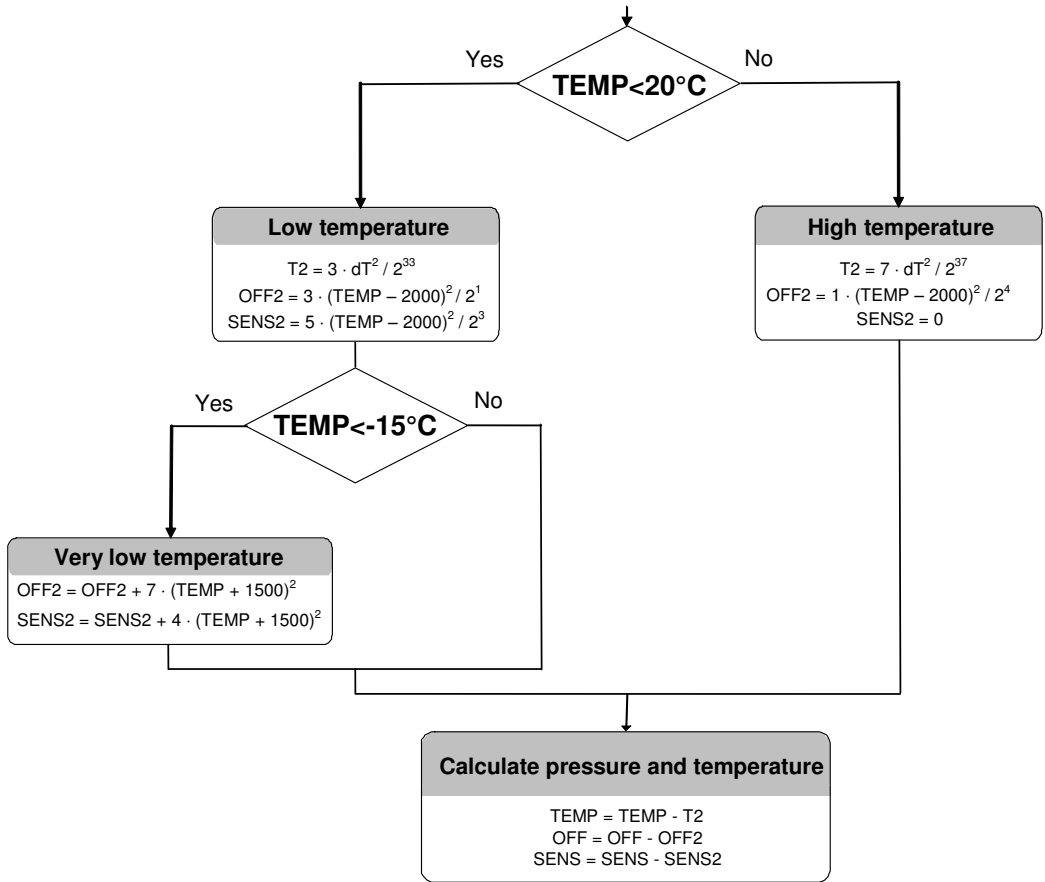 Yes
No
TEMP<20°C
Low temperature
T2 = 3 · dT² / 2³³
OFF2 = 3 · (TEMP – 2000)² / 2¹
SENS2 = 5 · (TEMP – 2000)² / 2³
High temperature
T2 = 7 · dT² / 2³⁷
OFF2 = 1 · (TEMP – 2000)² / 2⁴
SENS2 = 0
Yes
No
TEMP<-15°C
Very low temperature
OFF2 = OFF2 + 7 · (TEMP + 1500)²
SENS2 = SENS2 + 4 · (TEMP + 1500)²
Calculate pressure and temperature
TEMP = TEMP - T2
OFF = OFF - OFF2
SENS = SENS - SENS2